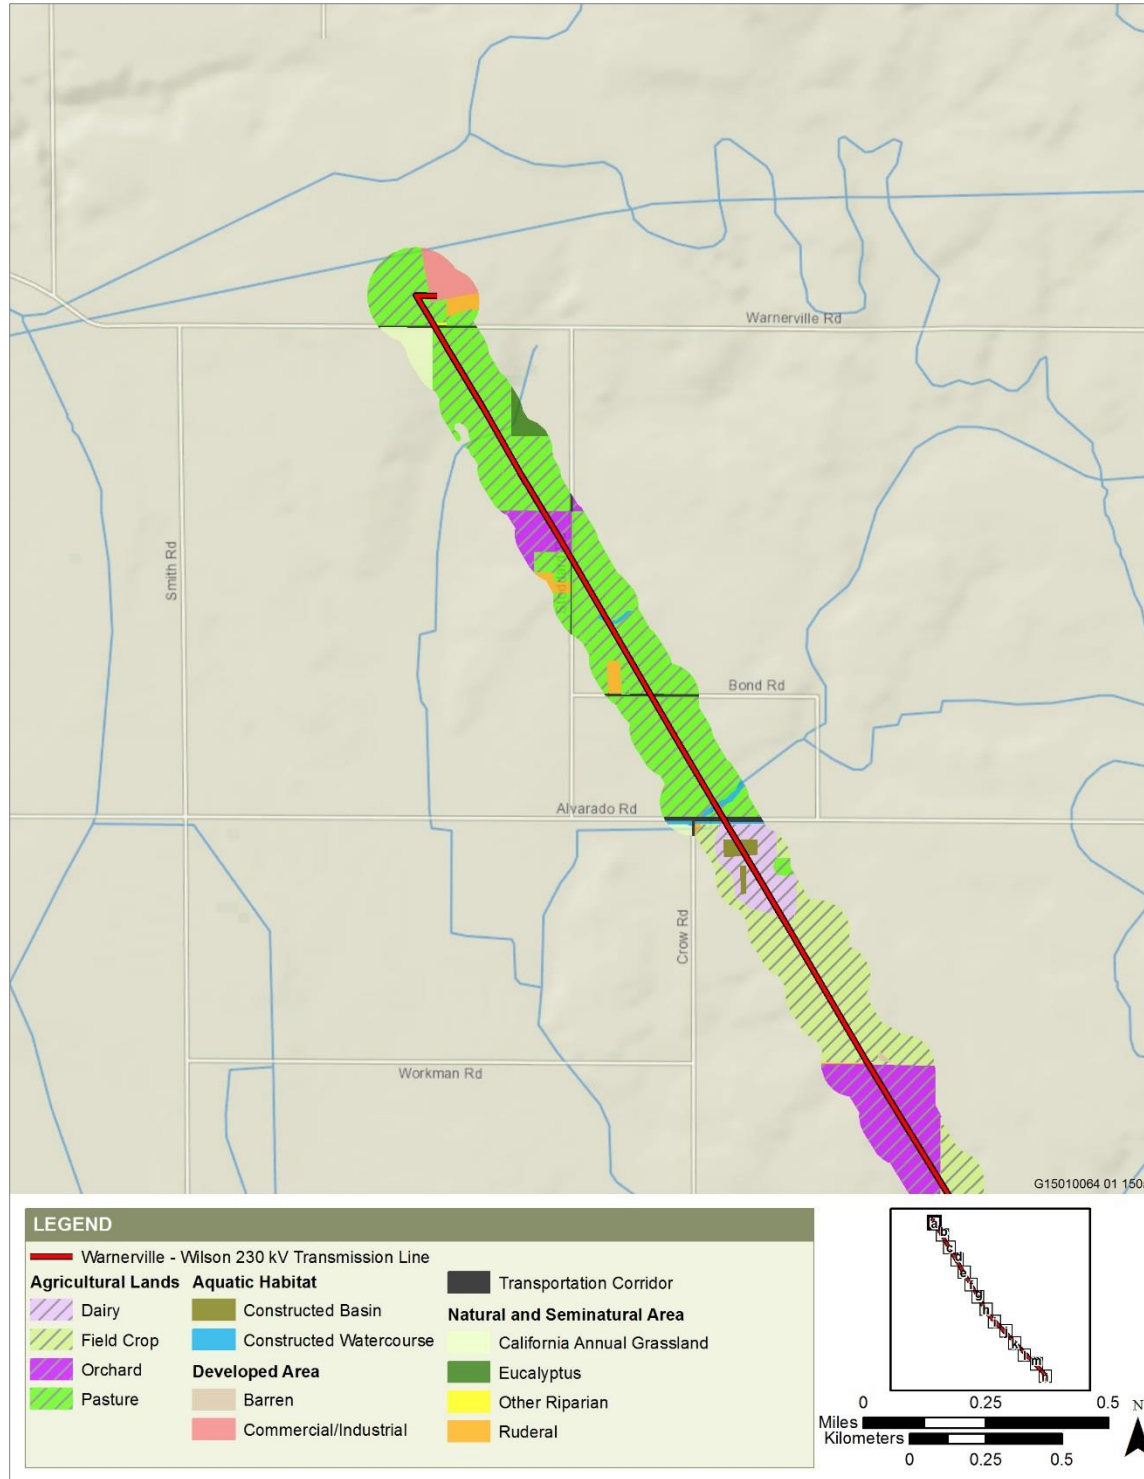 Warnerville Rd
Smith Rd
Bond Rd
Alvarado Rd
Crow Rd
Workman Rd
G15010064 01 150
LEGEND
Warnerville - Wilson 230 kV Transmission Line
Agricultural Lands
Dairy
Field Crop
Orchard
Pasture
Aquatic Habitat
Constructed Basin
Constructed Watercourse
Developed Area
Barren
Commercial/Industrial
Transportation Corridor
Natural and Seminatural Area
California Annual Grassland
Eucalyptus
Other Riparian
Ruderal
a
b
c
d
e
f
g
h
k
m
0 0.25 0.5
Miles
Kilometers
0 0.25 0.5
N